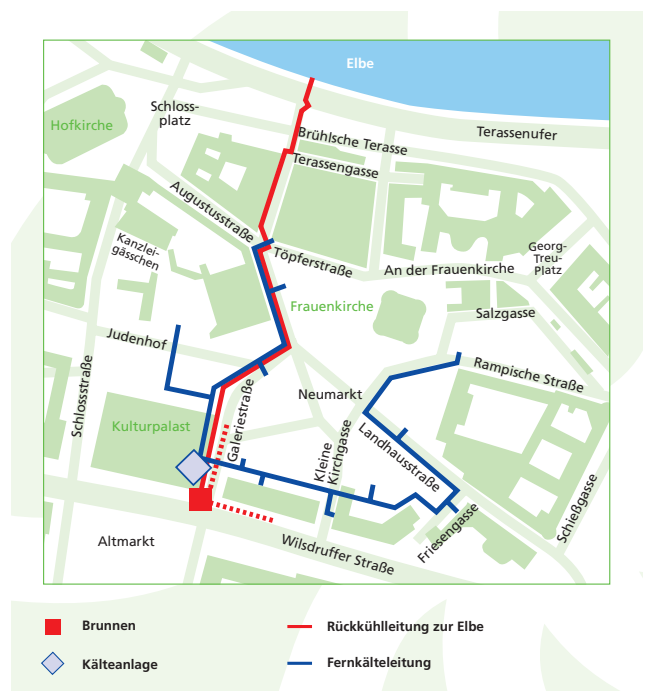 Elbe
Schloss-
platz
Hofkirche
Brühlsche Terasse
Terassenufer
Terassengasse
Augustusstraße
Kanzlei-
gässchen
Töpferstraße
An der Frauenkirche
Georg-
Treu-
Platz
Frauenkirche
Salzgasse
Judenhof
Rampische Straße
Schlossstraße
Neumarkt
Galeriestraße
Kulturpalast
Kleine
Kirchgasse
Landhausstraße
Schießgasse
Friesengasse
Altmarkt
Wilsdruffer Straße
Brunnen
Rückkühlleitung zur Elbe
Kälteanlage
Fernkälteleitung